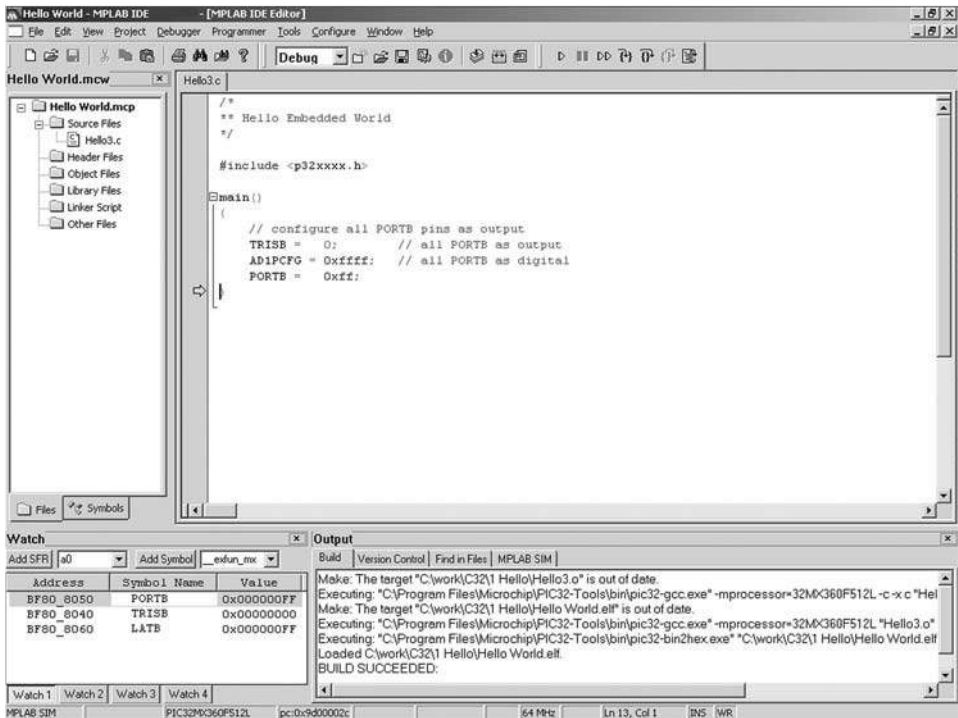 Hello World - MPLAB IDE - [MPLAB IDE Editor]
File Edit View Project Debugger Programmer Tools Configure Window Help
Debug
Hello World.mcw
Hello3.c
Hello World.mcp
Source Files
Hello3.c
Header Files
Object Files
Library Files
Linker Script
Other Files
Files Symbols
/*
** Hello Embedded World
*/
#include <p32xxxx.h>
main()
{
// configure all PORTB pins as output
TRISB = 0; // all PORTB as output
AD1PCFG = 0xffff; // all PORTB as digital
PORTB = 0xff;
}
Watch
Add SFR a0 Add Symbol __exfun_mx
Address Symbol Name Value
BF80_8050 PORTB 0x000000FF
BF80_8040 TRISB 0x00000000
BF80_8060 LATB 0x000000FF
Watch 1 Watch 2 Watch 3 Watch 4
Output
Build Version Control Find in Files MPLAB SIM
Make: The target "C:\work\C32\1 Hello\Hello3.o" is out of date.
Executing: "C:\Program Files\Microchip\PIC32-Tools\bin\pic32-gcc.exe" -mprocessor=32MX360F512L -c -x c "Hel
Make: The target "C:\work\C32\1 Hello\Hello World.elf" is out of date.
Executing: "C:\Program Files\Microchip\PIC32-Tools\bin\pic32-gcc.exe" -mprocessor=32MX360F512L "Hello3.o"
Executing: "C:\Program Files\Microchip\PIC32-Tools\bin\pic32-bin2hex.exe" "C:\work\C32\1 Hello\Hello World.elf
Loaded C:\work\C32\1 Hello\Hello World.elf.
BUILD SUCCEEDED:
MPLAB SIM PIC32MX360F512L pc:0x9d00002c 64 MHz Ln 13, Col 1 INS WR